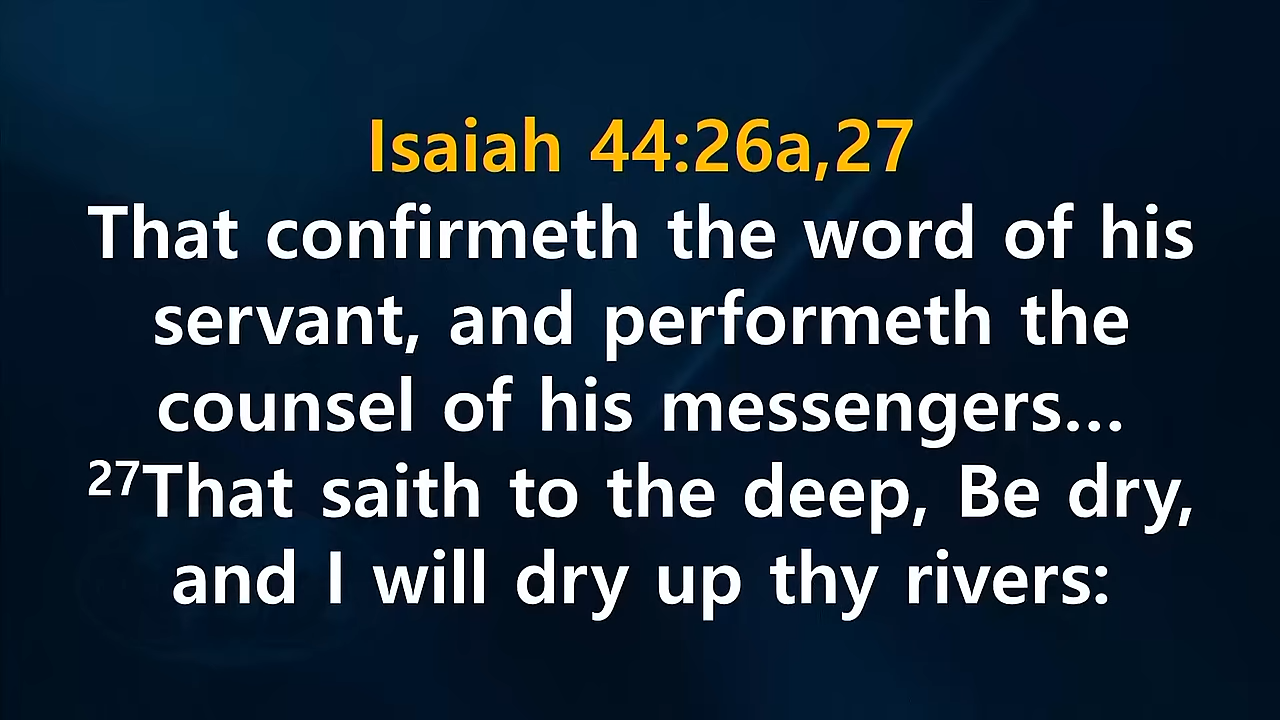 Isaiah 44:26a,27
That confirmeth the word of his
servant, and performeth the
counsel of his messengers...
27That saith to the deep, Be dry,
and I will dry up thy rivers: